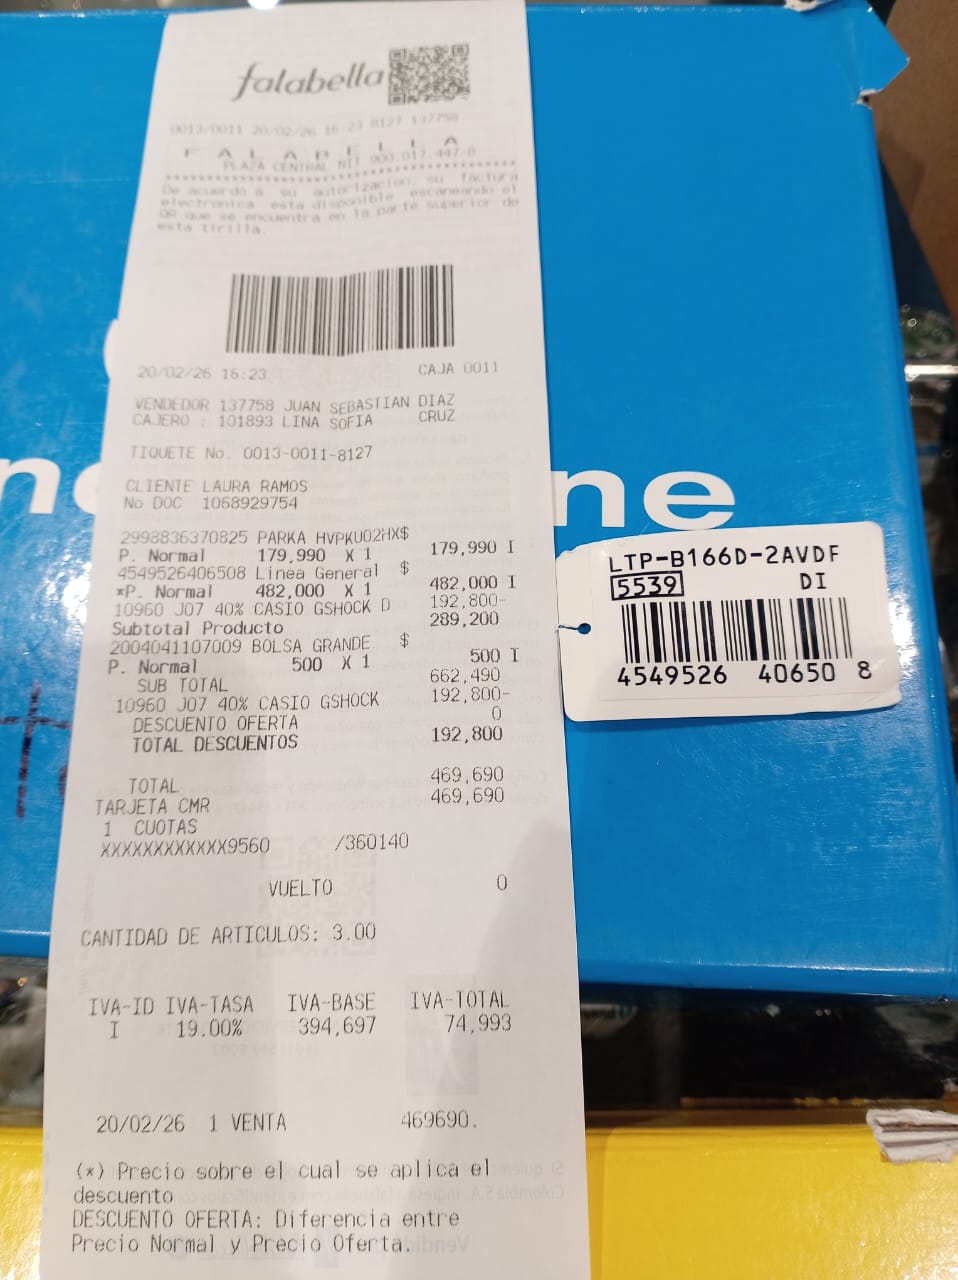 falabella
0013/0011 20/02/26 16:23 8127 137758
F A L A B E L L A
PLAZA CENTRAL NIT 900.017.447-8
De acuerdo a su autorizacion, su factura
electronica esta disponible escaneando el
QR que se encuentra en la parte superior de
esta tirilla.
20/02/26 16:23 CAJA 0011
VENDEDOR 137758 JUAN SEBASTIAN DIAZ
CAJERO : 101893 LINA SOFIA CRUZ
TIQUETE No. 0013-0011-8127
CLIENTE LAURA RAMOS
No DOC 1068929754
2998836370825 PARKA HVPKU02HX$
P. Normal 179,990 X 1 179,990 I
4549526406508 Linea General $
*P. Normal 482,000 X 1 482,000 I
10960 J07 40% CASIO GSHOCK D 192,800-
Subtotal Producto 289,200
2004041107009 BOLSA GRANDE $
P. Normal 500 X 1 500 I
SUB TOTAL 662,490
10960 J07 40% CASIO GSHOCK 192,800-
DESCUENTO OFERTA 0
TOTAL DESCUENTOS 192,800
TOTAL 469,690
TARJETA CMR 469,690
1 CUOTAS
XXXXXXXXXXXX9560 /360140
VUELTO 0
CANTIDAD DE ARTICULOS: 3.00
IVA-ID IVA-TASA IVA-BASE IVA-TOTAL
I 19.00% 394,697 74,993
20/02/26 1 VENTA 469690.
(*) Precio sobre el cual se aplica el
descuento
DESCUENTO OFERTA: Diferencia entre
Precio Normal y Precio Oferta.
ne
LTP-B166D-2AVDF
5539 DI
4549526 40650 8